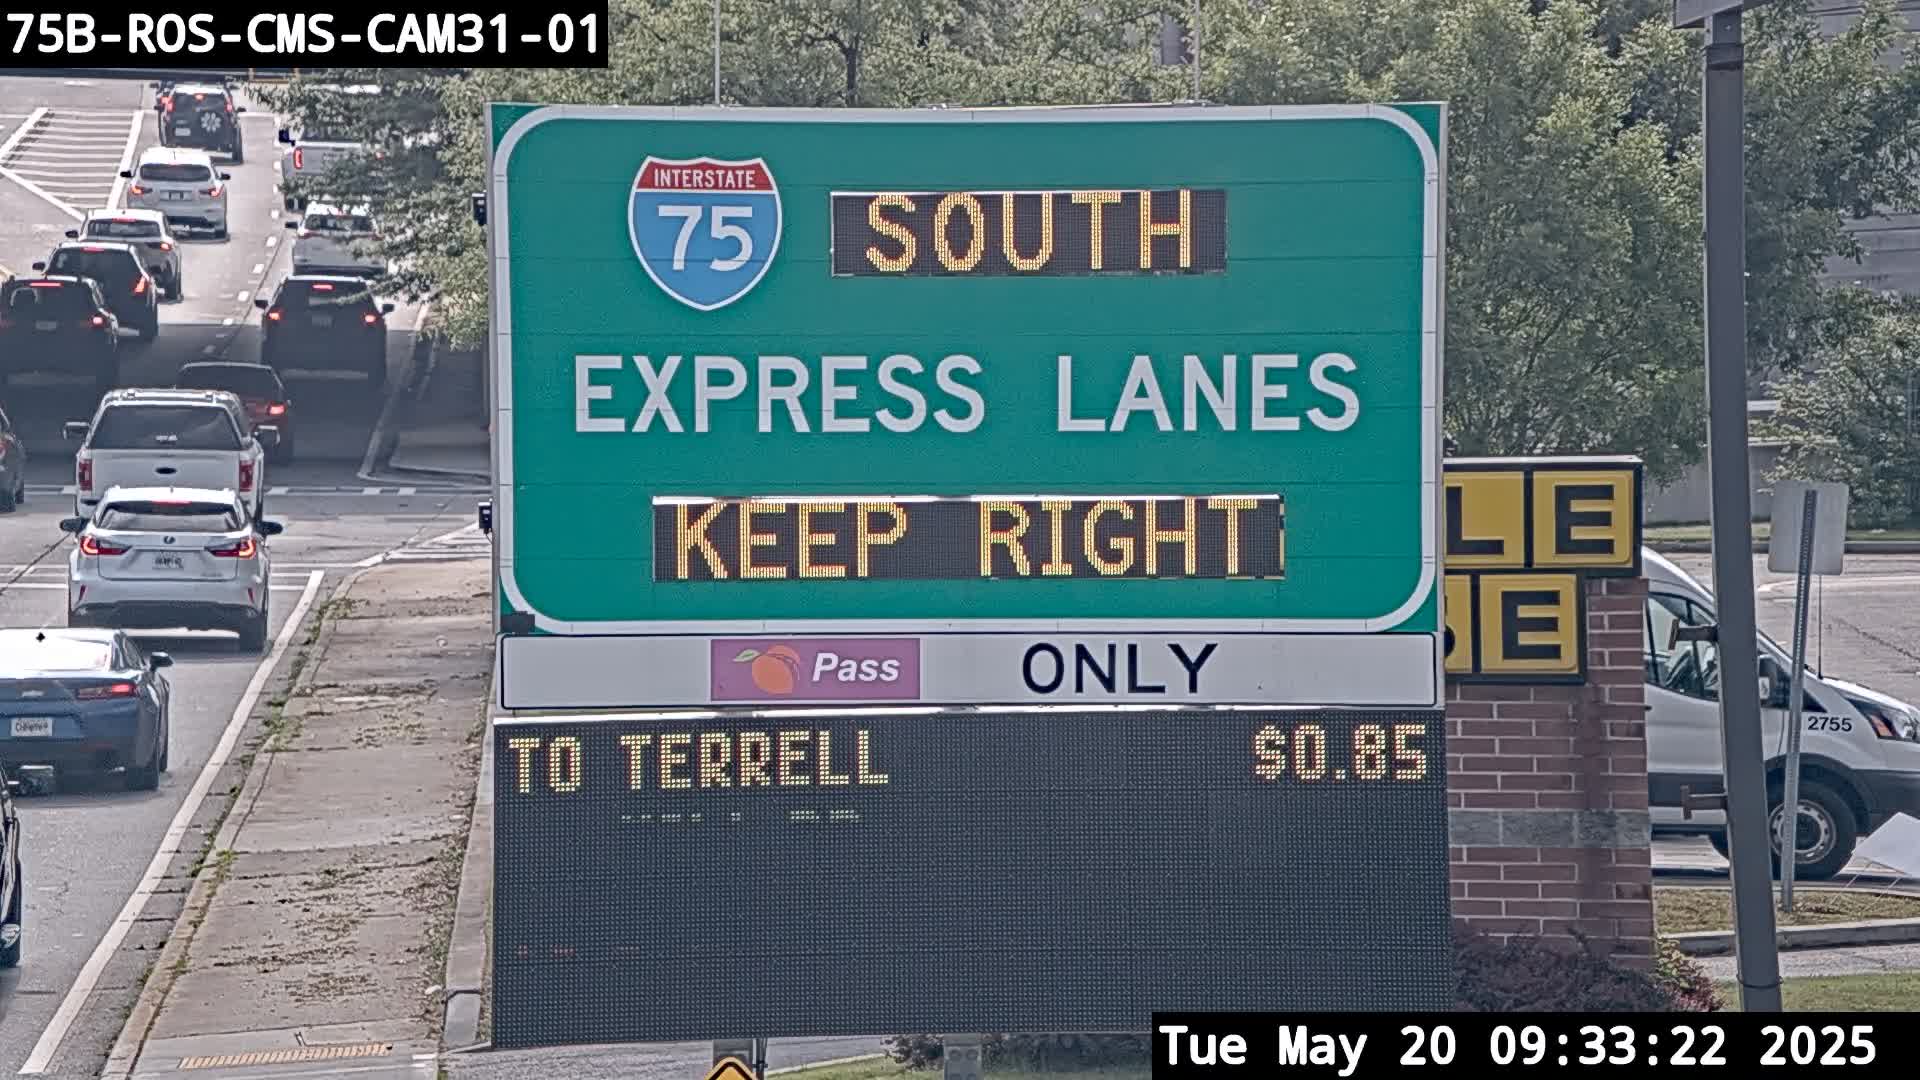 75B-ROS-CMS-CAM31-01
INTERSTATE
75
SOUTH
EXPRESS LANES
KEEP RIGHT
Pass ONLY
TO TERRELL $0.85
LE
E
2755
Tue May 20 09:33:22 2025